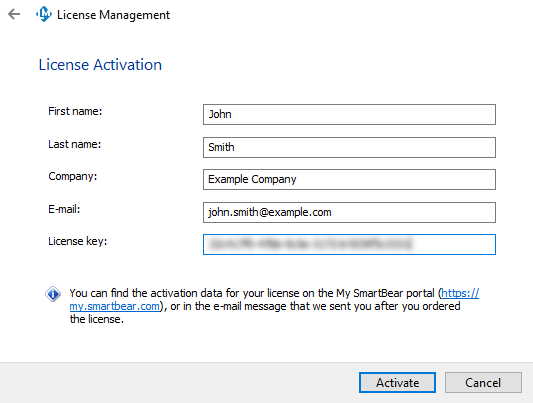 License Management
License Activation
First name:
John
Last name:
Smith
Company:
Example Company
E-mail:
john.smith@example.com
License key:
You can find the activation data for your license on the My SmartBear portal (https://
my.smartbear.com), or in the e-mail message that we sent you after you ordered
the license.
Activate
Cancel